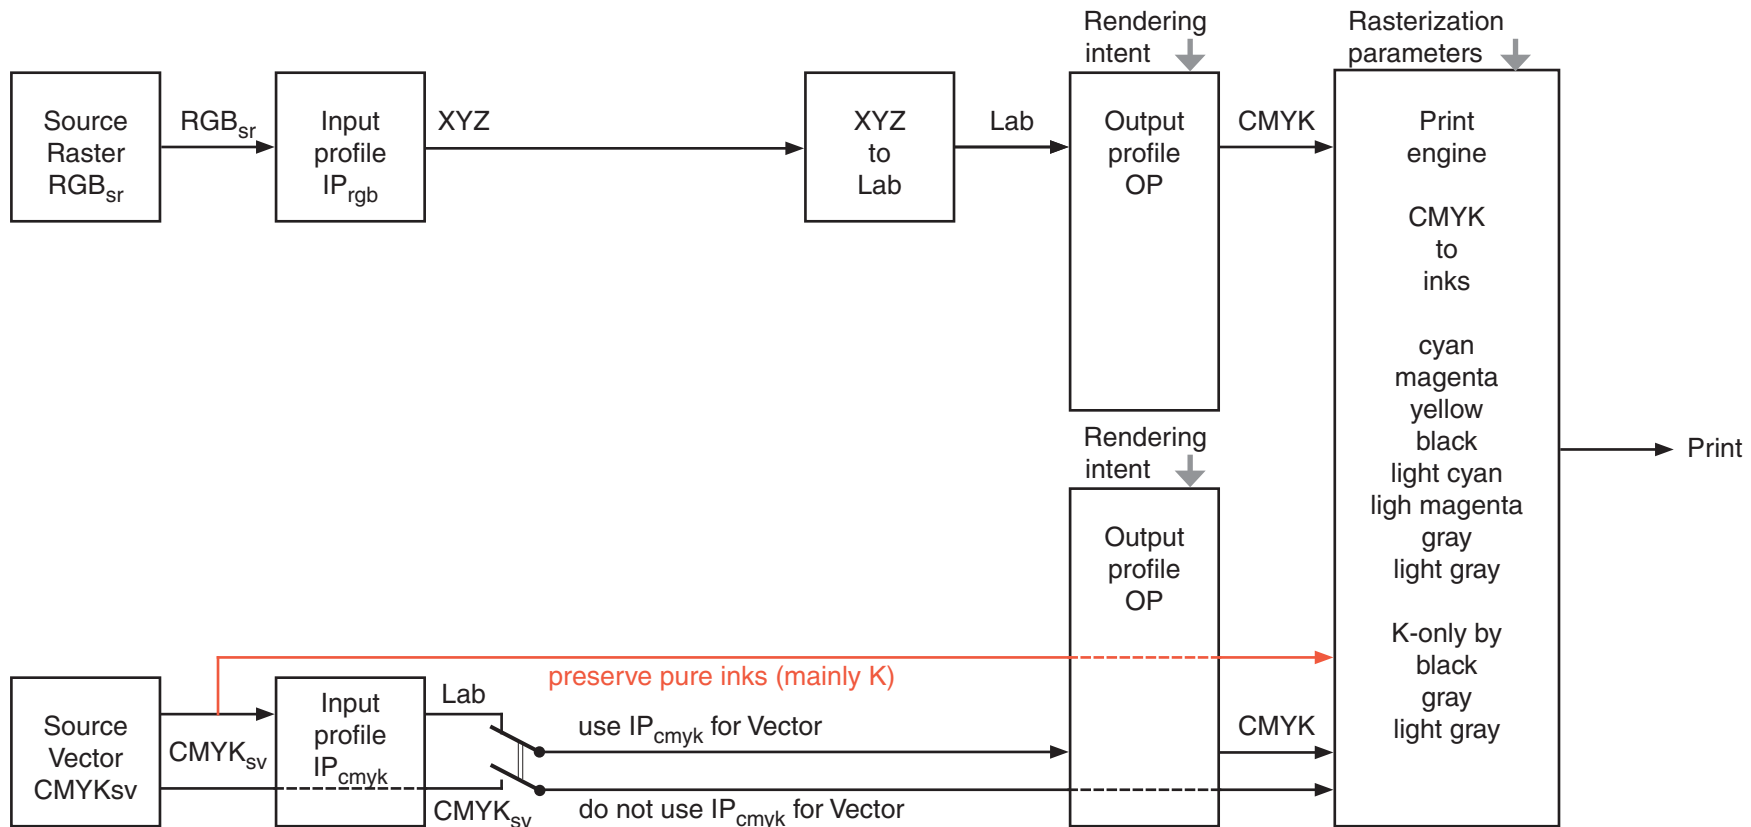 Rendering
intent
Rasterization
parameters
Source
Raster
RGBsr
RGBsr
Input
profile
IPrgb
XYZ
XYZ
to
Lab
Lab
Output
profile
OP
CMYK
Print
engine
CMYK
to
inks
cyan
magenta
yellow
black
light cyan
ligh magenta
gray
light gray
K-only by
black
gray
light gray
Print
Rendering
intent
Output
profile
OP
preserve pure inks (mainly K)
Source
Vector
CMYKsv
CMYKsv
Input
profile
IPcmyk
Lab
CMYKsv
use IPcmyk for Vector
do not use IPcmyk for Vector
CMYK